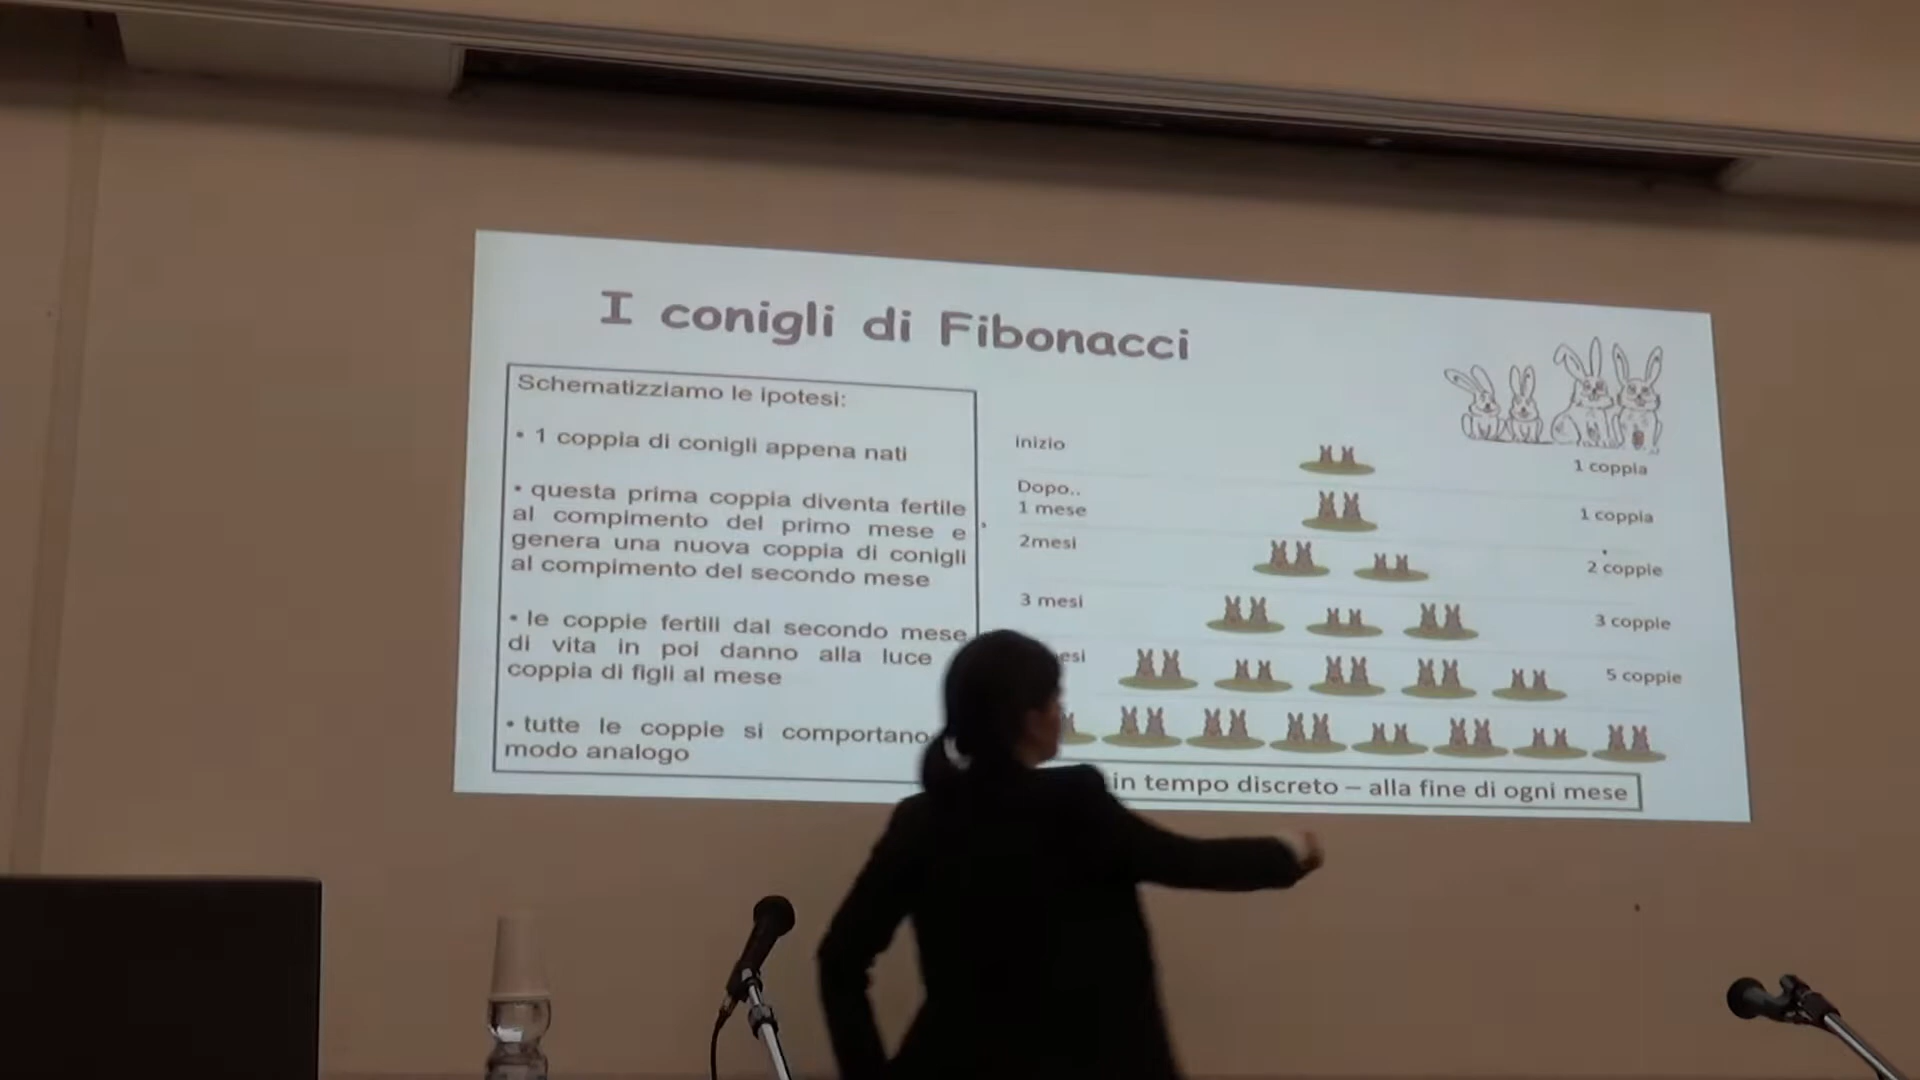 I conigli di Fibonacci
Schematizziamo le ipotesi:
• 1 coppia di conigli appena nati
• questa prima coppia diventa fertile
al compimento del primo mese e
genera una nuova coppia di conigli
al compimento del secondo mese
• le coppie fertili dal secondo mese
di vita in poi danno alla luce
coppia di figli al mese
• tutte le coppie si comportano
modo analogo
inizio
1 coppia
Dopo..
1 mese
1 coppia
2mesi
2 coppie
3 mesi
3 coppie
esi
5 coppie
in tempo discreto – alla fine di ogni mese